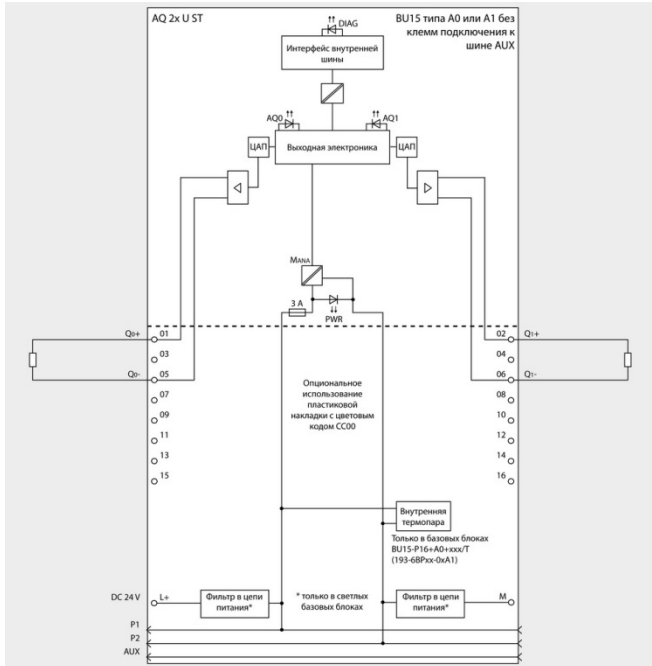 AQ 2x U ST
BU15 типа A0 или A1 без
клемм подключения к
шине AUX
DIAG
Интерфейс внутренней
шины
AQ0
AQ1
ЦАП
Выходная электроника
ЦАП
MANA
3 A
PWR
Q0+
01
02
Q1+
03
04
Q0-
05
06
Q1-
07
08
09
10
11
12
13
14
15
16
Опциональное
использование
пластиковой
накладки с цветовым
кодом CC00
Внутренняя
термопара
Только в базовых блоках
BU15-P16+A0+xxx/T
(193-6BPxx-0xA1)
DC 24 V
L+
Фильтр в цепи
питания*
* только в светлых
базовых блоках
Фильтр в цепи
питания*
M
P1
P2
AUX